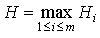 H = max H_i
1≤i≤m